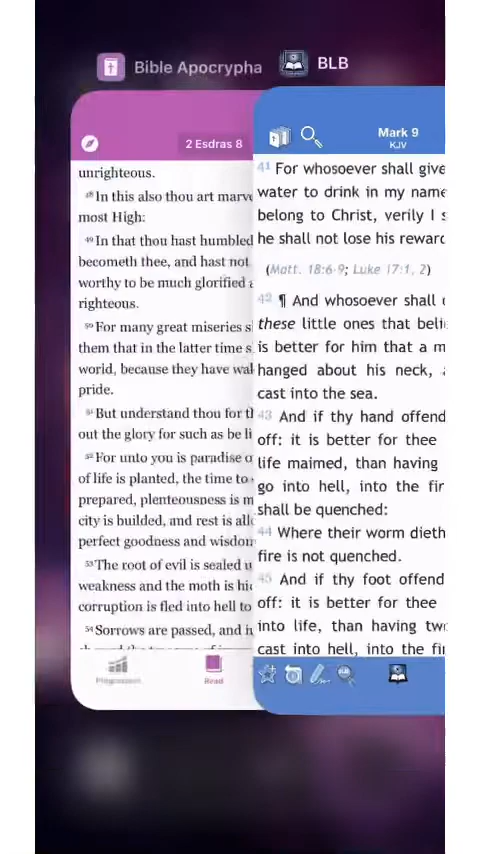 Bible Apocrypha
2 Esdras 8
unrighteous.
48 In this also thou art marv
most High:
49 In that thou hast humbled
becometh thee, and hast not
worthy to be much glorified a
righteous.
50 For many great miseries s
them that in the latter time s
world, because they have wal
pride.
51 But understand thou for th
out the glory for such as be li
52 For unto you is paradise o
of life is planted, the time to
prepared, plenteousness is m
city is builded, and rest is allo
perfect goodness and wisdom
53 The root of evil is sealed u
weakness and the moth is hid
corruption is fled into hell to
54 Sorrows are passed, and in
Progression
Read
BLB
Mark 9
KJV
41 For whosoever shall give
water to drink in my name
belong to Christ, verily I s
he shall not lose his reward
(Matt. 18:6-9; Luke 17:1, 2)
42 ¶ And whosoever shall
these little ones that beli
is better for him that a m
hanged about his neck,
cast into the sea.
43 And if thy hand offend
off: it is better for thee
life maimed, than having
go into hell, into the fir
shall be quenched:
44 Where their worm dieth
fire is not quenched.
45 And if thy foot offend
off: it is better for thee
into life, than having two
cast into hell, into the fir